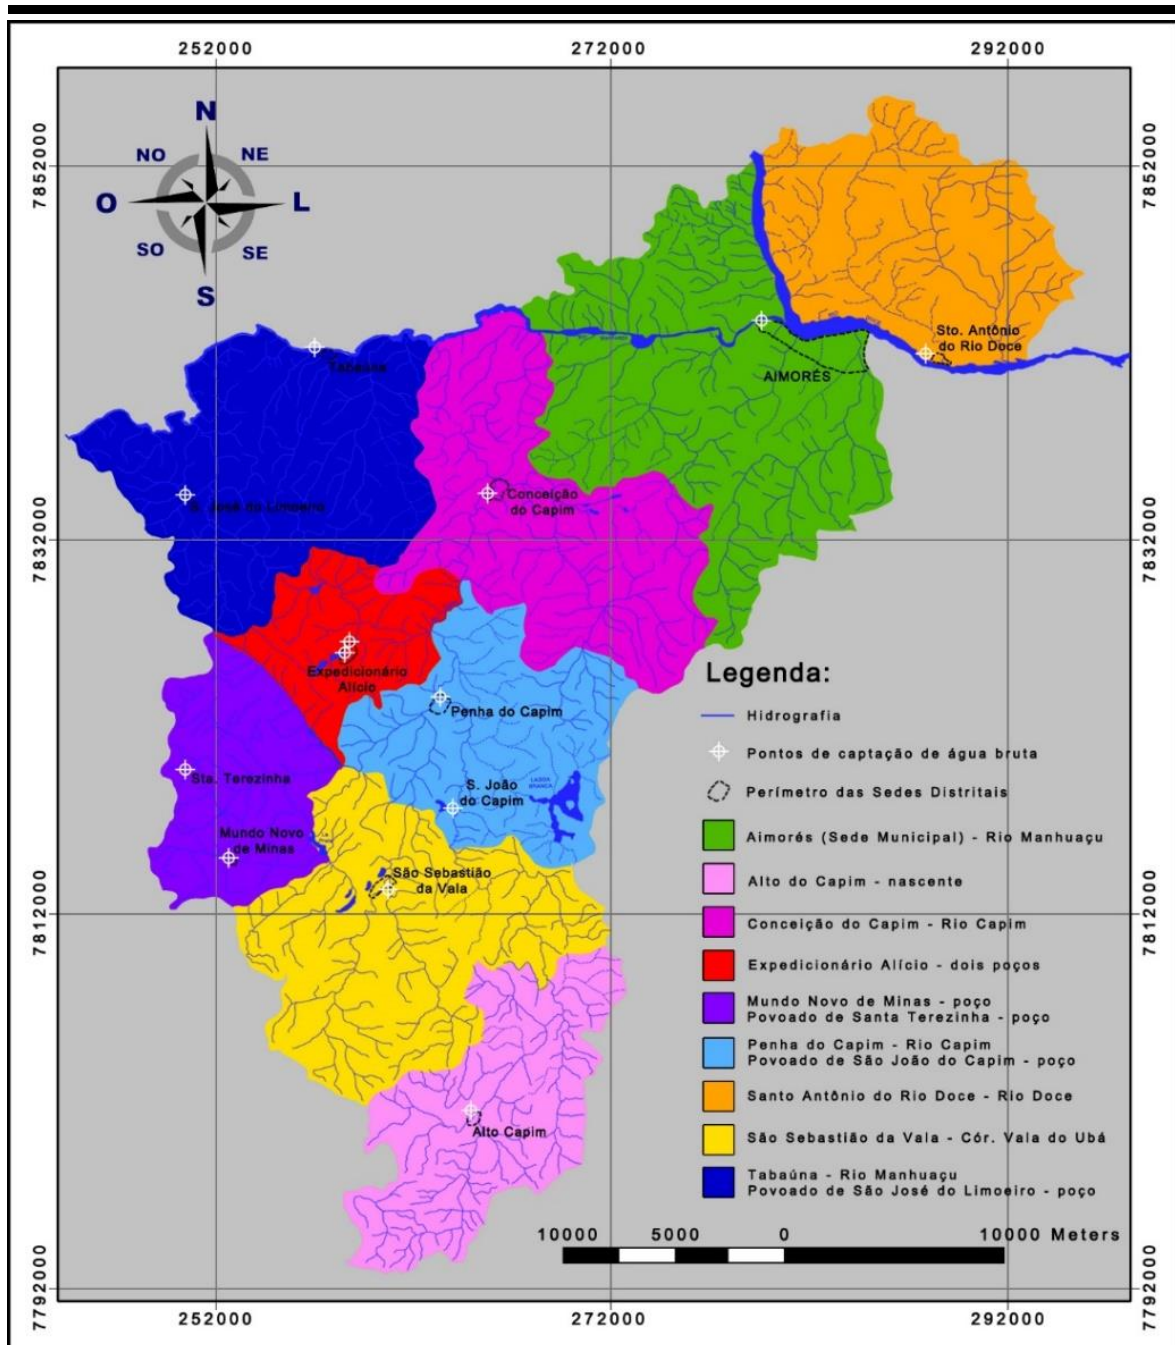 252000 272000 292000
7852000
7852000
N
NO NE
O L
SO SE
S
Sto. Antônio
do Rio Doce
Tabaúna
AIMORÉS
S. José do Limoeiro
Conceição
do Capim
7832000
7832000
Expedicionário
Alício
Penha do Capim
Sta. Terezinha
S. João
do Capim
LAGOA
BRANCA
Mundo Novo
de Minas
São Sebastião
da Vala
7812000
7812000
Alto Capim
Legenda:
Hidrografia
Pontos de captação de água bruta
Perímetro das Sedes Distritais
Aimorés (Sede Municipal) - Rio Manhuaçu
Alto do Capim - nascente
Conceição do Capim - Rio Capim
Expedicionário Alício - dois poços
Mundo Novo de Minas - poço
Povoado de Santa Terezinha - poço
Penha do Capim - Rio Capim
Povoado de São João do Capim - poço
Santo Antônio do Rio Doce - Rio Doce
São Sebastião da Vala - Cór. Vala do Ubá
Tabaúna - Rio Manhuaçu
Povoado de São José do Limoeiro - poço
10000 5000 0 10000 Meters
7792000
7792000
252000 272000 292000